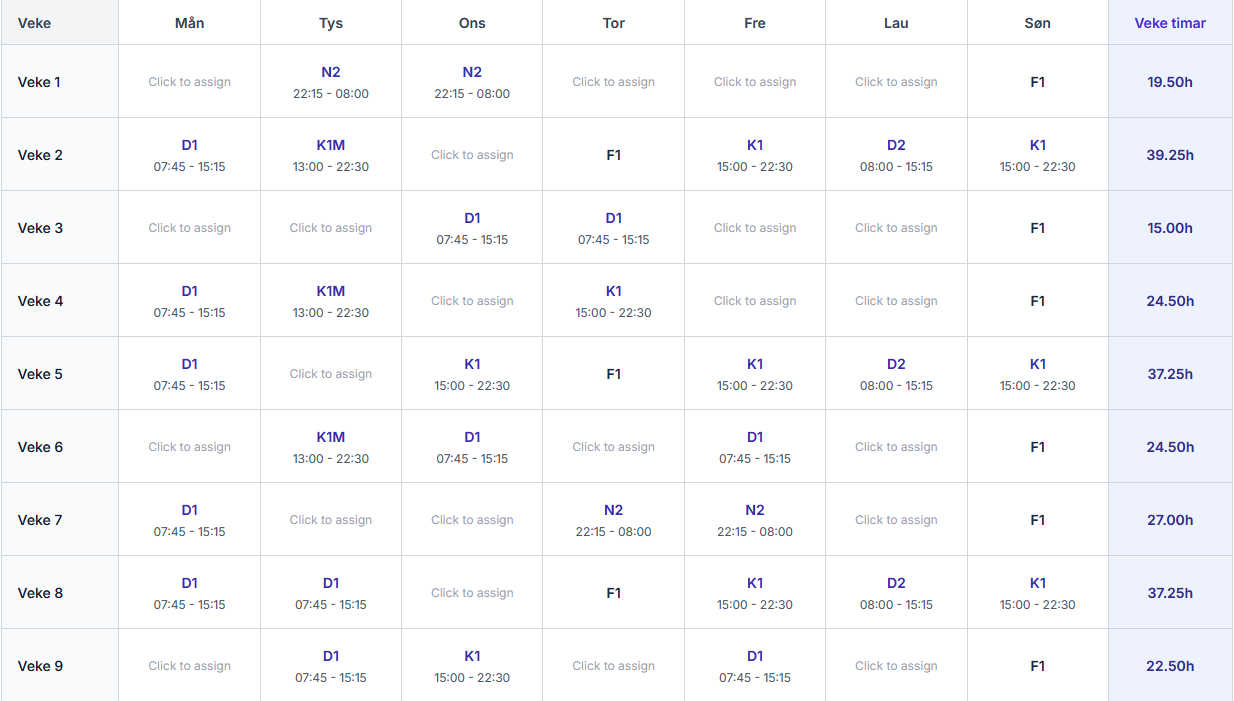 Veke Mån Tys Ons Tor Fre Lau Søn Veke timar
Veke 1 Click to assign N2 N2 Click to assign Click to assign Click to assign F1 19.50h
22:15 - 08:00 22:15 - 08:00
Veke 2 D1 K1M Click to assign F1 K1 D2 K1 39.25h
07:45 - 15:15 13:00 - 22:30 15:00 - 22:30 08:00 - 15:15 15:00 - 22:30
Veke 3 Click to assign Click to assign D1 D1 Click to assign Click to assign F1 15.00h
07:45 - 15:15 07:45 - 15:15
Veke 4 D1 K1M Click to assign K1 Click to assign Click to assign F1 24.50h
07:45 - 15:15 13:00 - 22:30 15:00 - 22:30
Veke 5 D1 Click to assign K1 F1 K1 D2 K1 37.25h
07:45 - 15:15 15:00 - 22:30 15:00 - 22:30 08:00 - 15:15 15:00 - 22:30
Veke 6 Click to assign K1M D1 Click to assign D1 Click to assign F1 24.50h
13:00 - 22:30 07:45 - 15:15 07:45 - 15:15
Veke 7 D1 Click to assign Click to assign N2 N2 Click to assign F1 27.00h
07:45 - 15:15 22:15 - 08:00 22:15 - 08:00
Veke 8 D1 D1 Click to assign F1 K1 D2 K1 37.25h
07:45 - 15:15 07:45 - 15:15 15:00 - 22:30 08:00 - 15:15 15:00 - 22:30
Veke 9 Click to assign D1 K1 Click to assign D1 Click to assign F1 22.50h
07:45 - 15:15 15:00 - 22:30 07:45 - 15:15